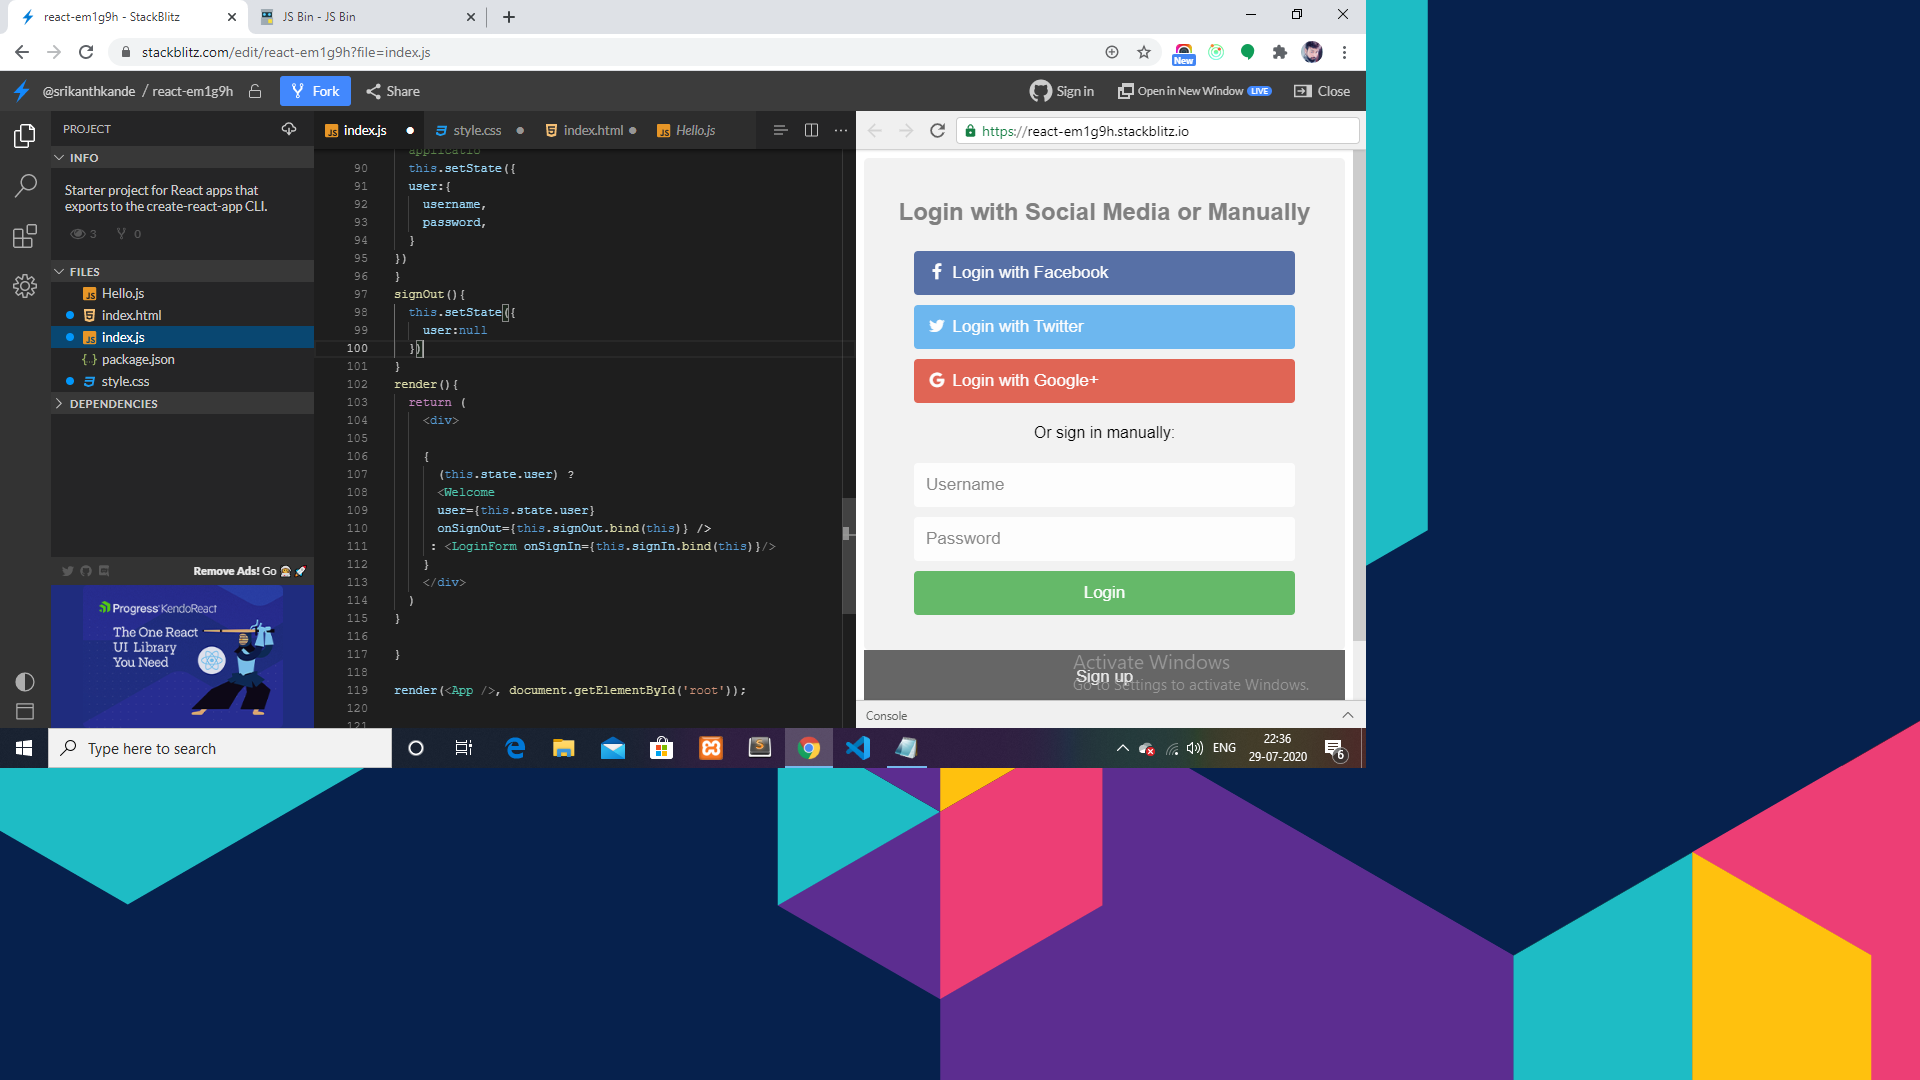 react-em1g9h - StackBlitz
JS Bin - JS Bin
stackblitz.com/edit/react-em1g9h?file=index.js
New
@srikanthkande / react-em1g9h
Fork
Share
Sign in
Open in New Window LIVE
Close
PROJECT
INFO
Starter project for React apps that
exports to the create-react-app CLI.
3
0
FILES
Hello.js
index.html
index.js
package.json
style.css
DEPENDENCIES
Remove Ads! Go
Progress KendoReact
The One React
UI Library
You Need
index.js
style.css
index.html
Hello.js
applicatio
90 this.setState({
91 user:{
92 username,
93 password,
94 }
95 })
96 }
97 signOut(){
98 this.setState({
99 user:null
100 })
101 }
102 render(){
103 return (
104 <div>
105
106 {
107 (this.state.user) ?
108 <Welcome
109 user={this.state.user}
110 onSignOut={this.signOut.bind(this)} />
111 : <LoginForm onSignIn={this.signIn.bind(this)}/>
112 }
113 </div>
114 )
115 }
116
117 }
118
119 render(<App />, document.getElementById('root'));
120
121
https://react-em1g9h.stackblitz.io
Login with Social Media or Manually
Login with Facebook
Login with Twitter
Login with Google+
Or sign in manually:
Username
Password
Login
Sign up
Activate Windows
Go to Settings to activate Windows.
Console
Type here to search
ENG
22:36
29-07-2020
6